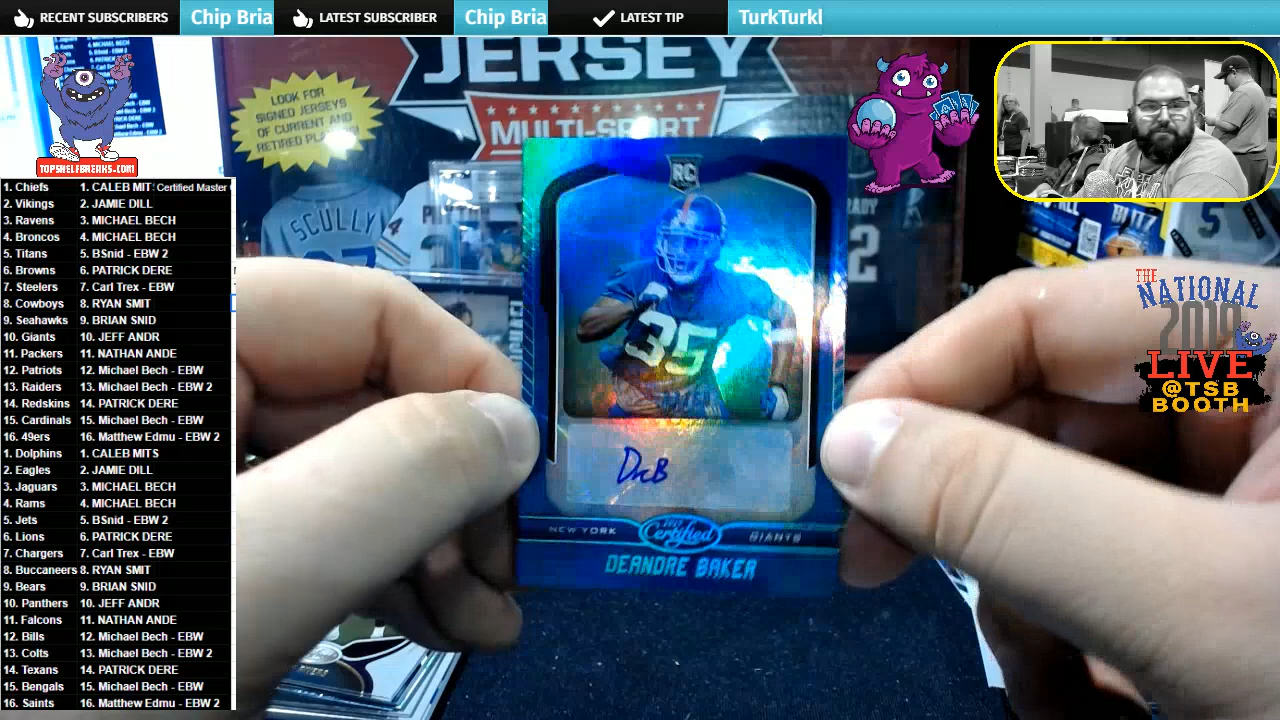 RECENT SUBSCRIBERS
Chip Bria
LATEST SUBSCRIBER
Chip Bria
LATEST TIP
TurkTurkl
TOPSHELFBREAKS.COM
1. Chiefs 1. CALEB MIT Certified Master
2. Vikings 2. JAMIE DILL
3. Ravens 3. MICHAEL BECH
4. Broncos 4. MICHAEL BECH
5. Titans 5. BSnid - EBW 2
6. Browns 6. PATRICK DERE
7. Steelers 7. Carl Trex - EBW
8. Cowboys 8. RYAN SMIT
9. Seahawks 9. BRIAN SNID
10. Giants 10. JEFF ANDR
11. Packers 11. NATHAN ANDE
12. Patriots 12. Michael Bech - EBW
13. Raiders 13. Michael Bech - EBW 2
14. Redskins 14. PATRICK DERE
15. Cardinals 15. Michael Bech - EBW
16. 49ers 16. Matthew Edmu - EBW 2
1. Dolphins 1. CALEB MITS
2. Eagles 2. JAMIE DILL
3. Jaguars 3. MICHAEL BECH
4. Rams 4. MICHAEL BECH
5. Jets 5. BSnid - EBW 2
6. Lions 6. PATRICK DERE
7. Chargers 7. Carl Trex - EBW
8. Buccaneers 8. RYAN SMIT
9. Bears 9. BRIAN SNID
10. Panthers 10. JEFF ANDR
11. Falcons 11. NATHAN ANDE
12. Bills 12. Michael Bech - EBW
13. Colts 13. Michael Bech - EBW 2
14. Texans 14. PATRICK DERE
15. Bengals 15. Michael Bech - EBW
16. Saints 16. Matthew Edmu - EBW 2
JERSEY
MULTI-SPORT
LOOK FOR
SIGNED JERSEYS
OF CURRENT AND
RETIRED
SCULLY
RC
35
DrB
NEW YORK
Certified
GIANTS
DEANDRE BAKER
BLITZ
5
THE
NATIONAL
2019
LIVE
@TSB
BOOTH